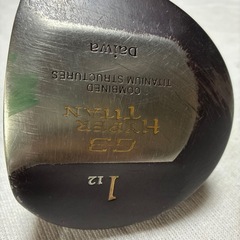 Daiwa
COMBINED
TITANIUM STRUCTURES
G3
HYPER
TITAN
1 12